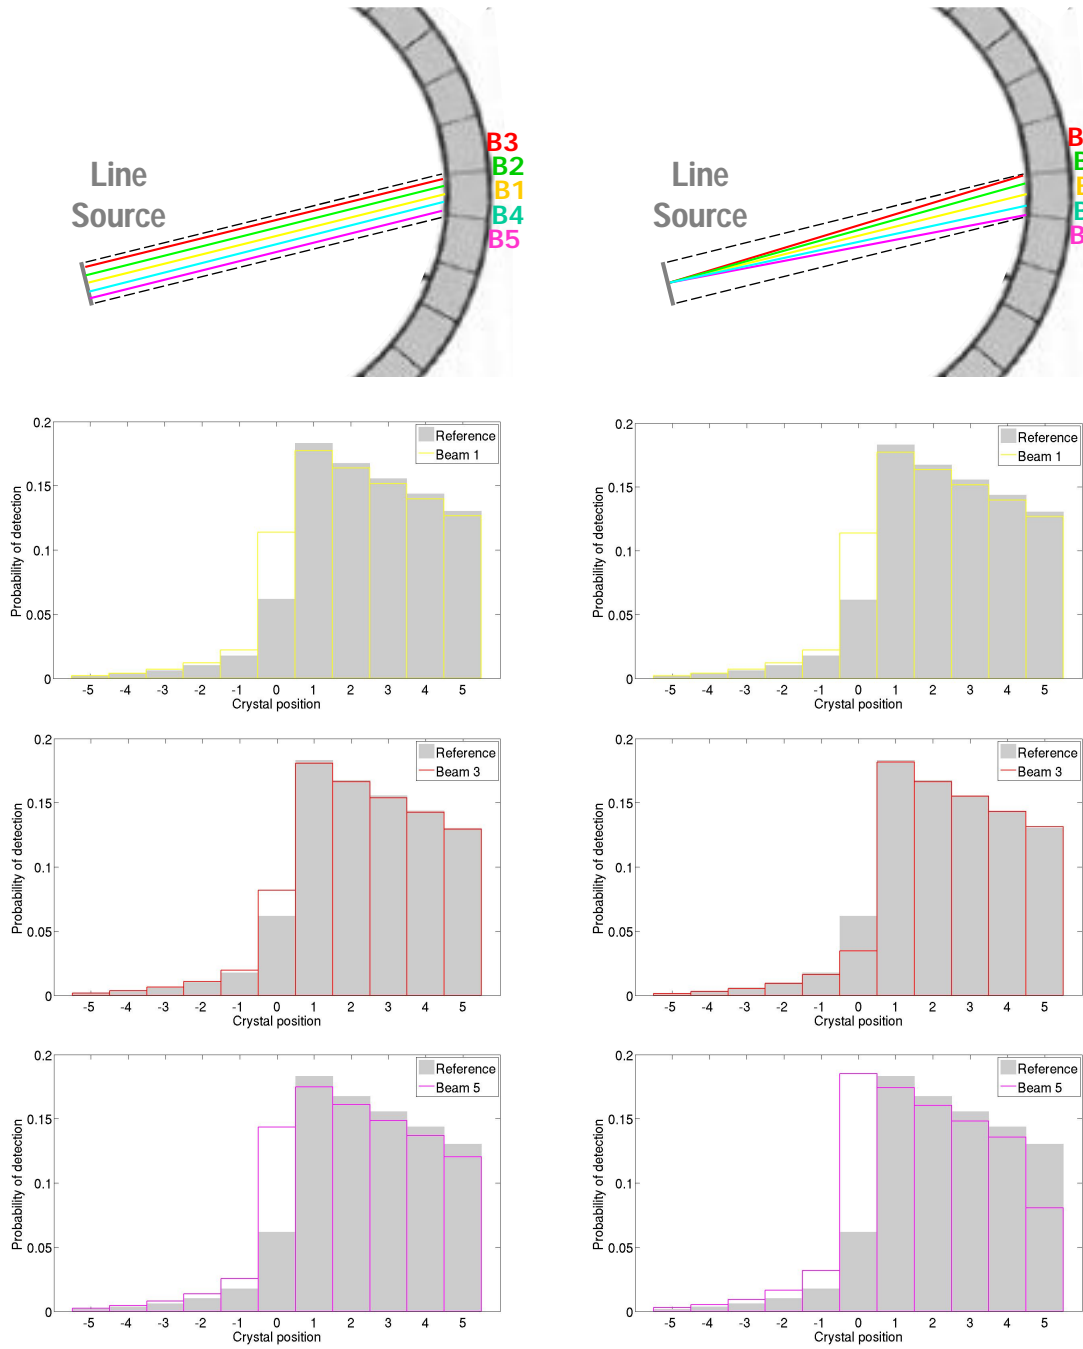 Line
Source
B3
B2
B1
B4
B5
Line
Source
B
B
B
B
B
0.2
0.15
0.1
0.05
0
Probability of detection
Reference
Beam 1
-5 -4 -3 -2 -1 0 1 2 3 4 5
Crystal position
0.2
0.15
0.1
0.05
0
Probability of detection
Reference
Beam 1
-5 -4 -3 -2 -1 0 1 2 3 4 5
Crystal position
0.2
0.15
0.1
0.05
0
Probability of detection
Reference
Beam 3
-5 -4 -3 -2 -1 0 1 2 3 4 5
Crystal position
0.2
0.15
0.1
0.05
0
Probability of detection
Reference
Beam 3
-5 -4 -3 -2 -1 0 1 2 3 4 5
Crystal position
0.2
0.15
0.1
0.05
0
Probability of detection
Reference
Beam 5
-5 -4 -3 -2 -1 0 1 2 3 4 5
Crystal position
0.2
0.15
0.1
0.05
0
Probability of detection
Reference
Beam 5
-5 -4 -3 -2 -1 0 1 2 3 4 5
Crystal position